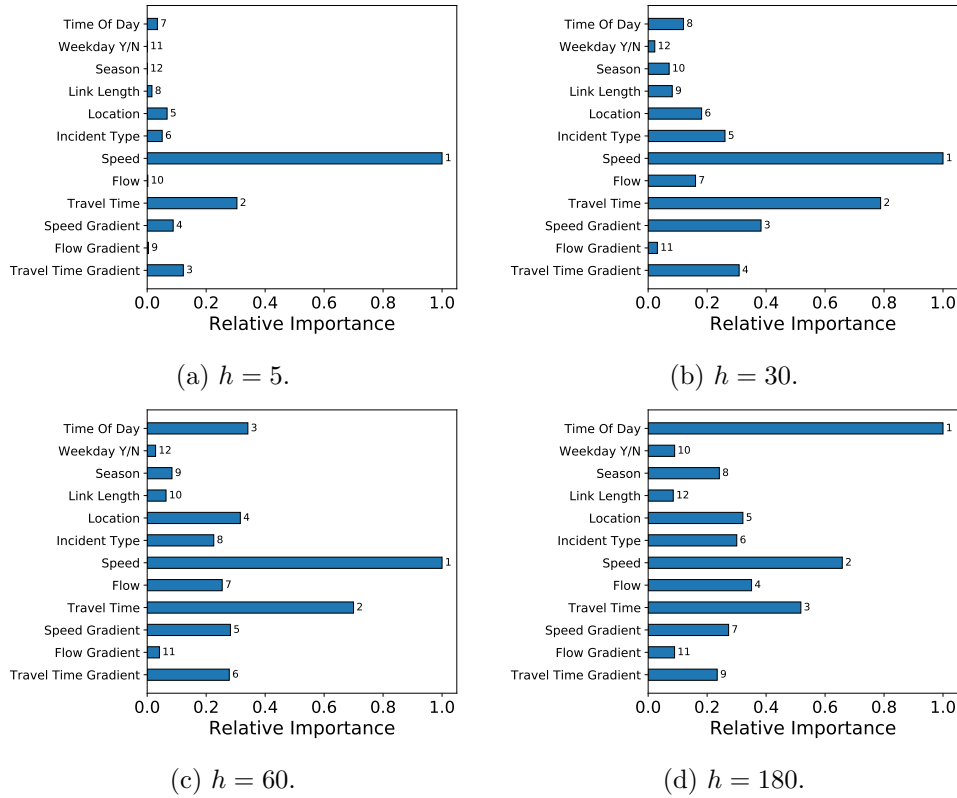 Time Of Day 7
Weekday Y/N 11
Season 12
Link Length 8
Location 5
Incident Type 6
Speed 1
Flow 10
Travel Time 2
Speed Gradient 4
Flow Gradient 9
Travel Time Gradient 3
0.0 0.2 0.4 0.6 0.8 1.0
Relative Importance
(a) h = 5.
Time Of Day 8
Weekday Y/N 12
Season 10
Link Length 9
Location 6
Incident Type 5
Speed 1
Flow 7
Travel Time 2
Speed Gradient 3
Flow Gradient 11
Travel Time Gradient 4
0.0 0.2 0.4 0.6 0.8 1.0
Relative Importance
(b) h = 30.
Time Of Day 3
Weekday Y/N 12
Season 9
Link Length 10
Location 4
Incident Type 8
Speed 1
Flow 7
Travel Time 2
Speed Gradient 5
Flow Gradient 11
Travel Time Gradient 6
0.0 0.2 0.4 0.6 0.8 1.0
Relative Importance
(c) h = 60.
Time Of Day 1
Weekday Y/N 10
Season 8
Link Length 12
Location 5
Incident Type 6
Speed 2
Flow 4
Travel Time 3
Speed Gradient 7
Flow Gradient 11
Travel Time Gradient 9
0.0 0.2 0.4 0.6 0.8 1.0
Relative Importance
(d) h = 180.